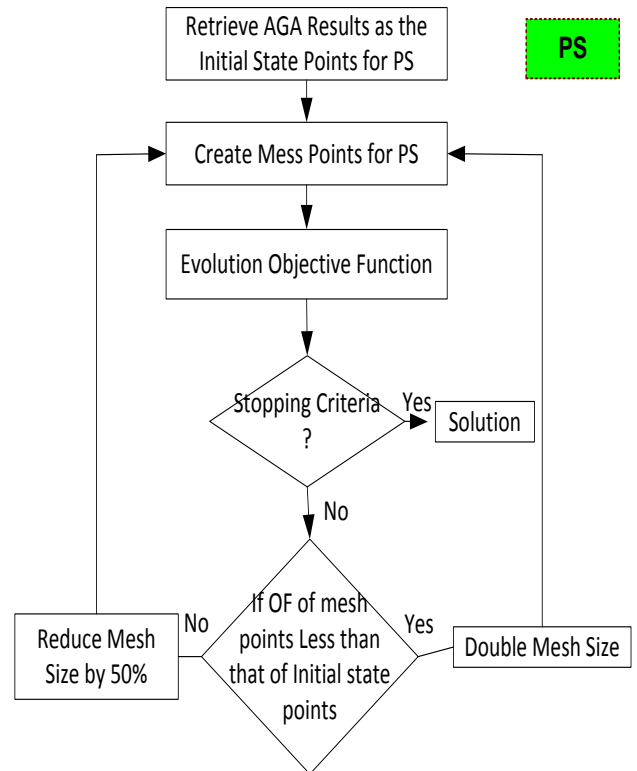 Retrieve AGA Results as the
Initial State Points for PS
PS
Create Mess Points for PS
Evolution Objective Function
Stopping Criteria
?
Yes
Solution
No
If OF of mesh
points Less than
that of Initial state
points
No
Reduce Mesh
Size by 50%
Yes
Double Mesh Size